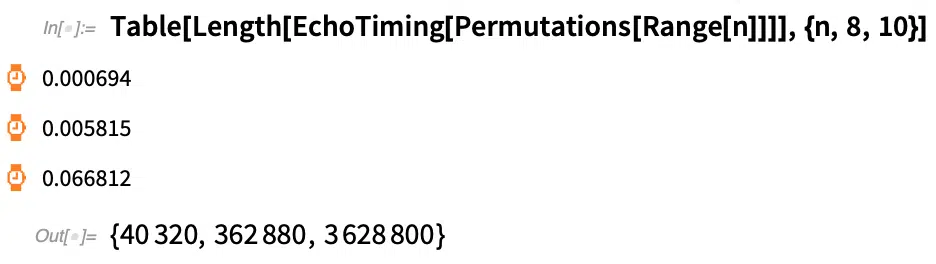 In[ ]:= Table[Length[EchoTiming[Permutations[Range[n]]]], {n, 8, 10}]
0.000694
0.005815
0.066812
Out[ ]= {40 320, 362 880, 3 628 800}